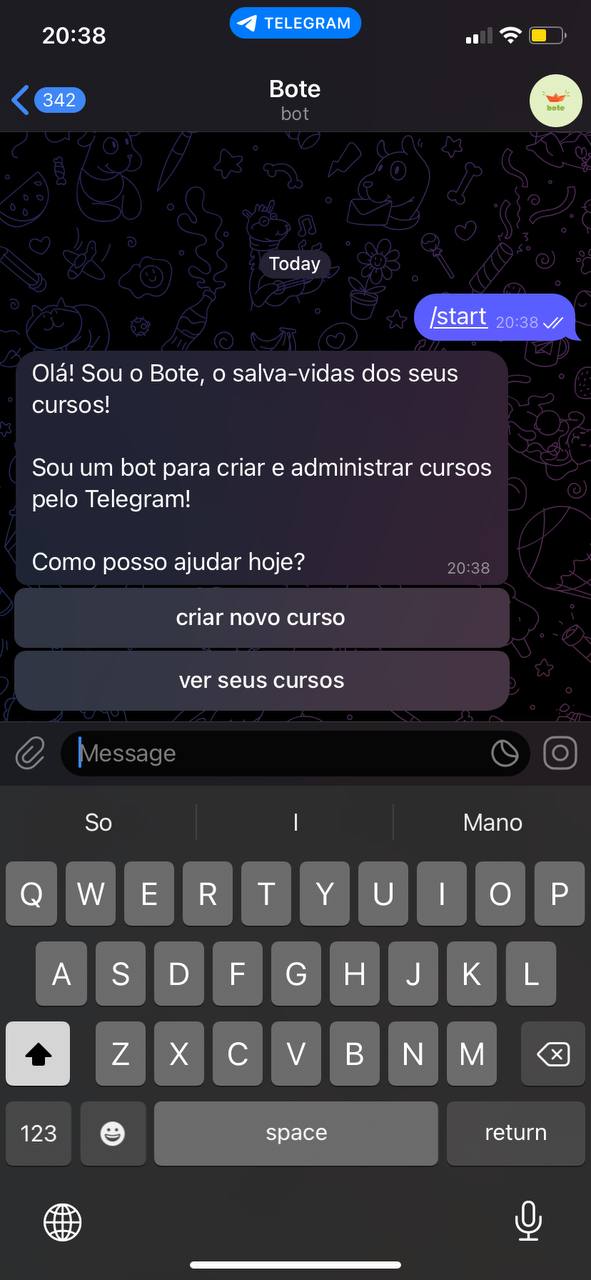 20:38
TELEGRAM
342
Bote
bot
bote
Today
/start 20:38
Olá! Sou o Bote, o salva-vidas dos seus
cursos!
Sou um bot para criar e administrar cursos
pelo Telegram!
Como posso ajudar hoje? 20:38
criar novo curso
ver seus cursos
Message
So I Mano
Q W E R T Y U I O P
A S D F G H J K L
Z X C V B N M
123 space return